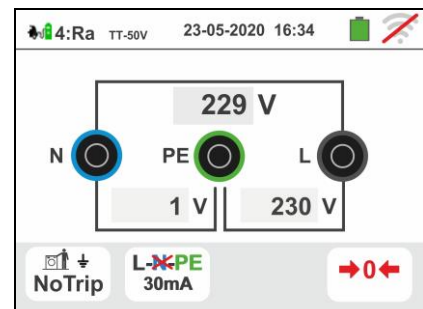 4:Ra TT-50V 23-05-2020 16:34
229 V
N PE L
1 V 230 V
NoTrip L-N-PE 30mA →0←